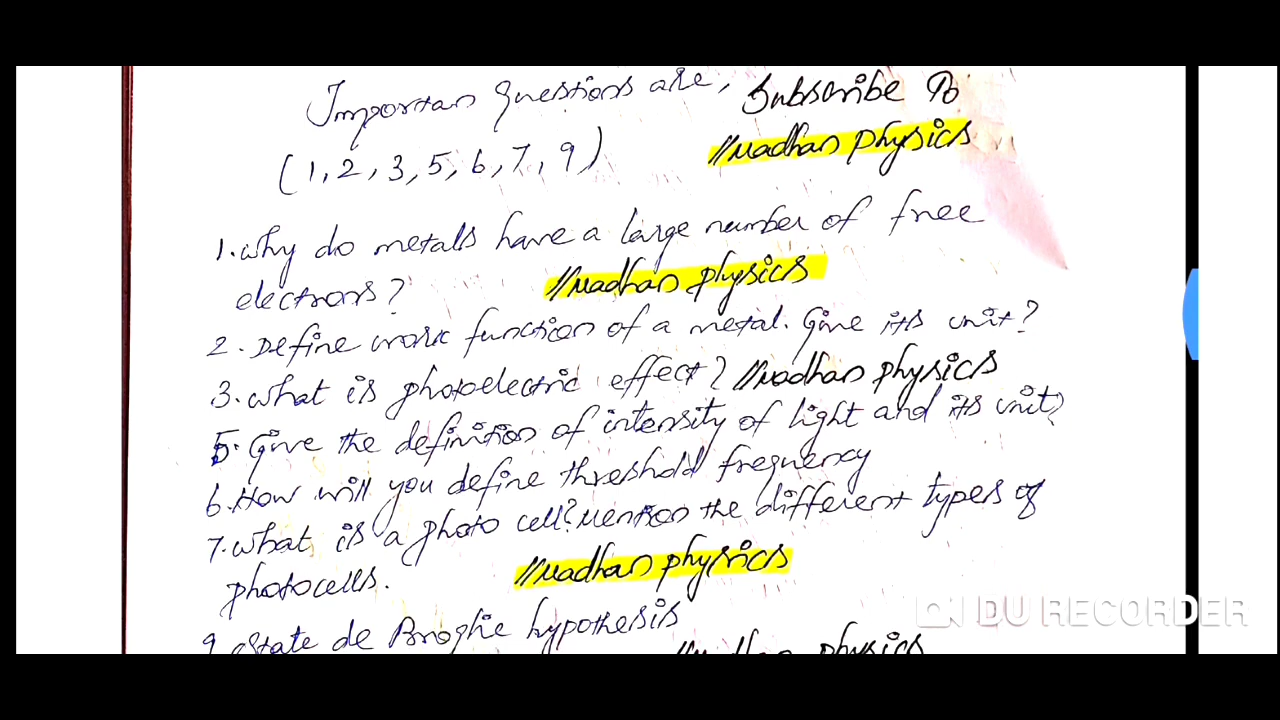 Important Questions are, Subscribe To
(1, 2, 3, 5, 6, 7, 9) //Madhan physics
1. Why do metals have a large number of free
electrons? //Madhan physics
2. Define work function of a metal. Give its unit?
3. What is photoelectric effect? //Madhan physics
5. Give the definition of intensity of light and its unit?
6. How will you define threshold frequency
7. What is a photo cell? Mention the different types of
photocells. //Madhan physics
DU RECORDER
9. State de Broglie hypothesis
//Madhan physics